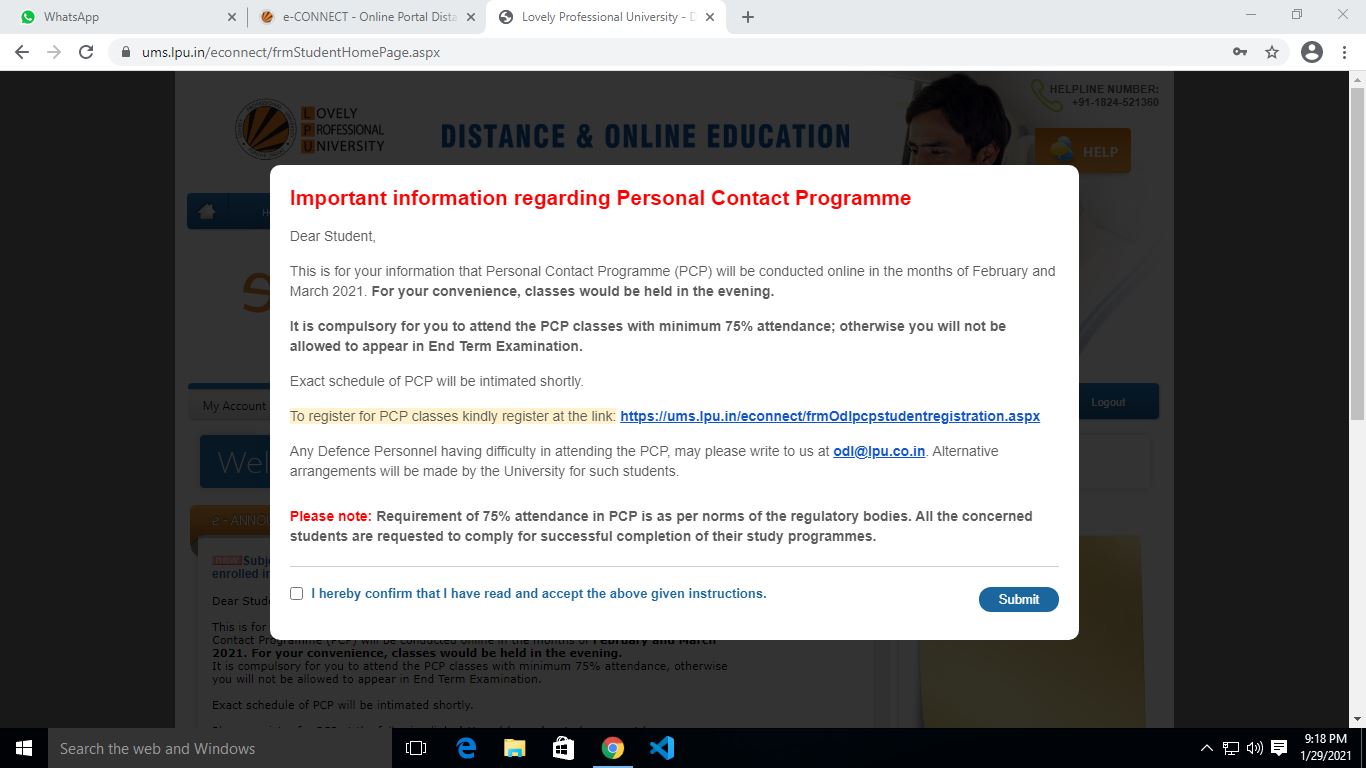 WhatsApp
e-CONNECT - Online Portal Dista
Lovely Professional University - D
ums.lpu.in/econnect/frmStudentHomePage.aspx
HELPLINE NUMBER:
+91-1824-521360
LOVELY
PROFESSIONAL
UNIVERSITY
DISTANCE & ONLINE EDUCATION
HELP
Important information regarding Personal Contact Programme
Dear Student,
This is for your information that Personal Contact Programme (PCP) will be conducted online in the months of February and
March 2021. For your convenience, classes would be held in the evening.
It is compulsory for you to attend the PCP classes with minimum 75% attendance; otherwise you will not be
allowed to appear in End Term Examination.
Exact schedule of PCP will be intimated shortly.
My Account
Logout
To register for PCP classes kindly register at the link: https://ums.lpu.in/econnect/frmOdlpcpstudentregistration.aspx
Any Defence Personnel having difficulty in attending the PCP, may please write to us at odl@lpu.co.in. Alternative
arrangements will be made by the University for such students.
Wel
Please note: Requirement of 75% attendance in PCP is as per norms of the regulatory bodies. All the concerned
students are requested to comply for successful completion of their study programmes.
e - ANNOU
new Subje
enrolled in
I hereby confirm that I have read and accept the above given instructions.
Submit
Dear Stude
This is for
Contact Programme (PCP) will be conducted online in the months of February and March
2021. For your convenience, classes would be held in the evening.
It is compulsory for you to attend the PCP classes with minimum 75% attendance, otherwise
you will not be allowed to appear in End Term Examination.
Exact schedule of PCP will be intimated shortly.
Search the web and Windows
9:18 PM
1/29/2021